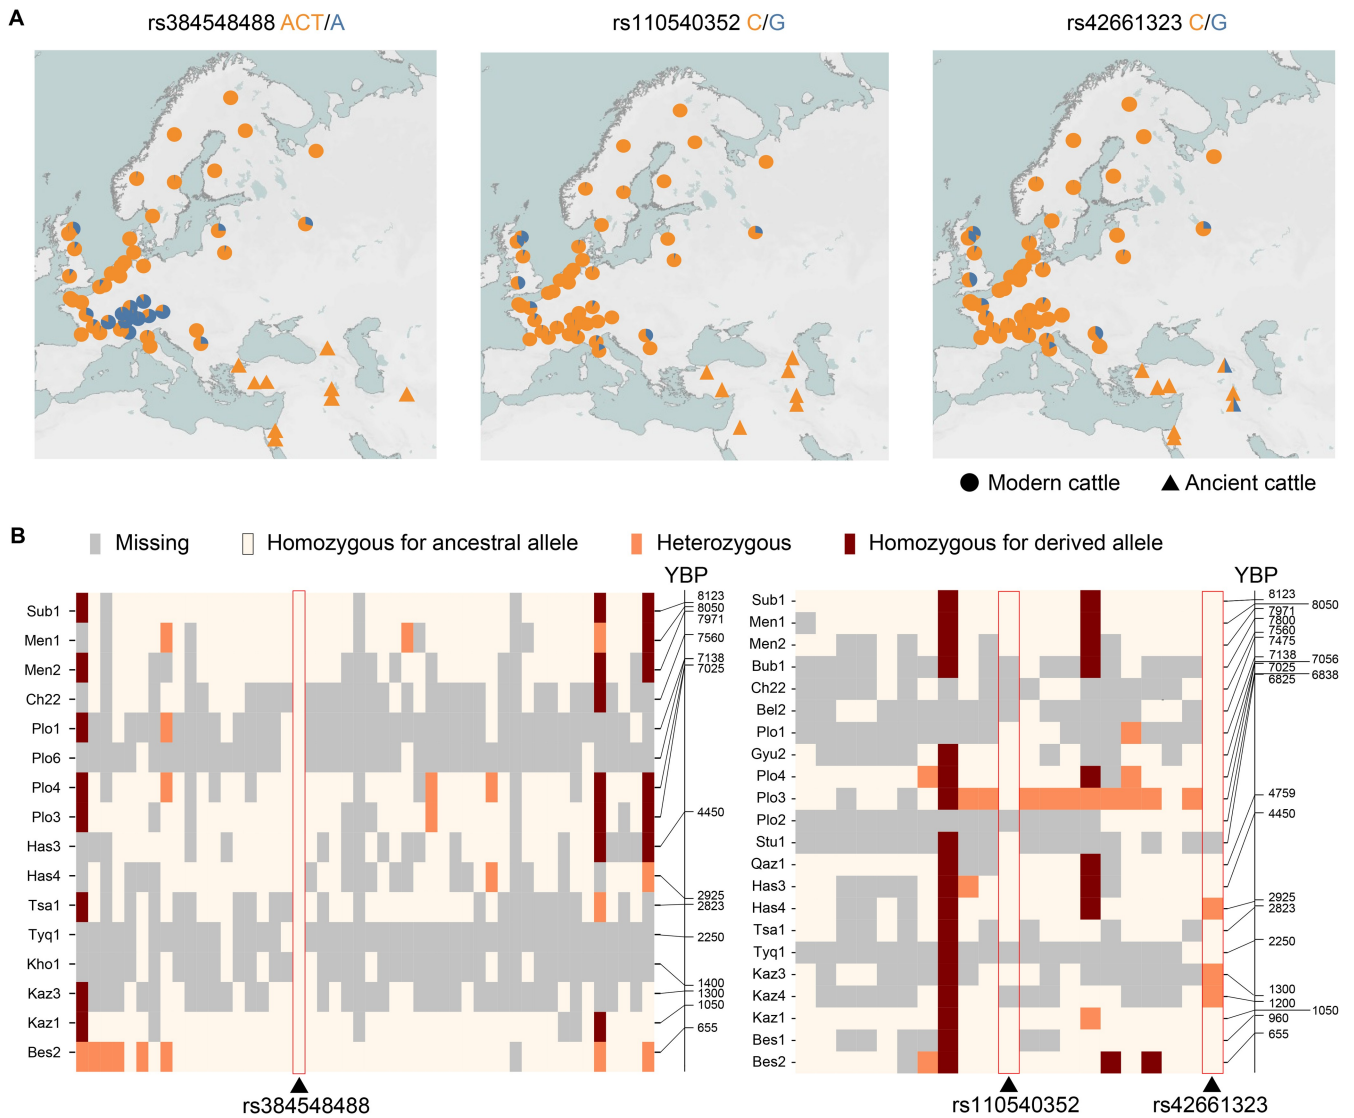 A
rs384548488 ACT/A
rs110540352 C/G
rs42661323 C/G
Modern cattle
Ancient cattle
B
Missing
Homozygous for ancestral allele
Heterozygous
Homozygous for derived allele
YBP
Sub1
Men1
Men2
Ch22
Plo1
Plo6
Plo4
Plo3
Has3
Has4
Tsa1
Tyq1
Kho1
Kaz3
Kaz1
Bes2
8123
8050
7971
7560
7138
7025
4450
2925
2823
2250
1400
1300
1050
655
rs384548488
YBP
Sub1
Men1
Men2
Bub1
Ch22
Bel2
Plo1
Gyu2
Plo4
Plo3
Plo2
Stu1
Qaz1
Has3
Has4
Tsa1
Tyq1
Kaz3
Kaz4
Kaz1
Bes1
Bes2
8123
8050
7971
7800
7560
7475
7138
7056
7025
6838
6825
4759
4450
2925
2823
2250
1300
1200
1050
960
655
rs110540352
rs42661323